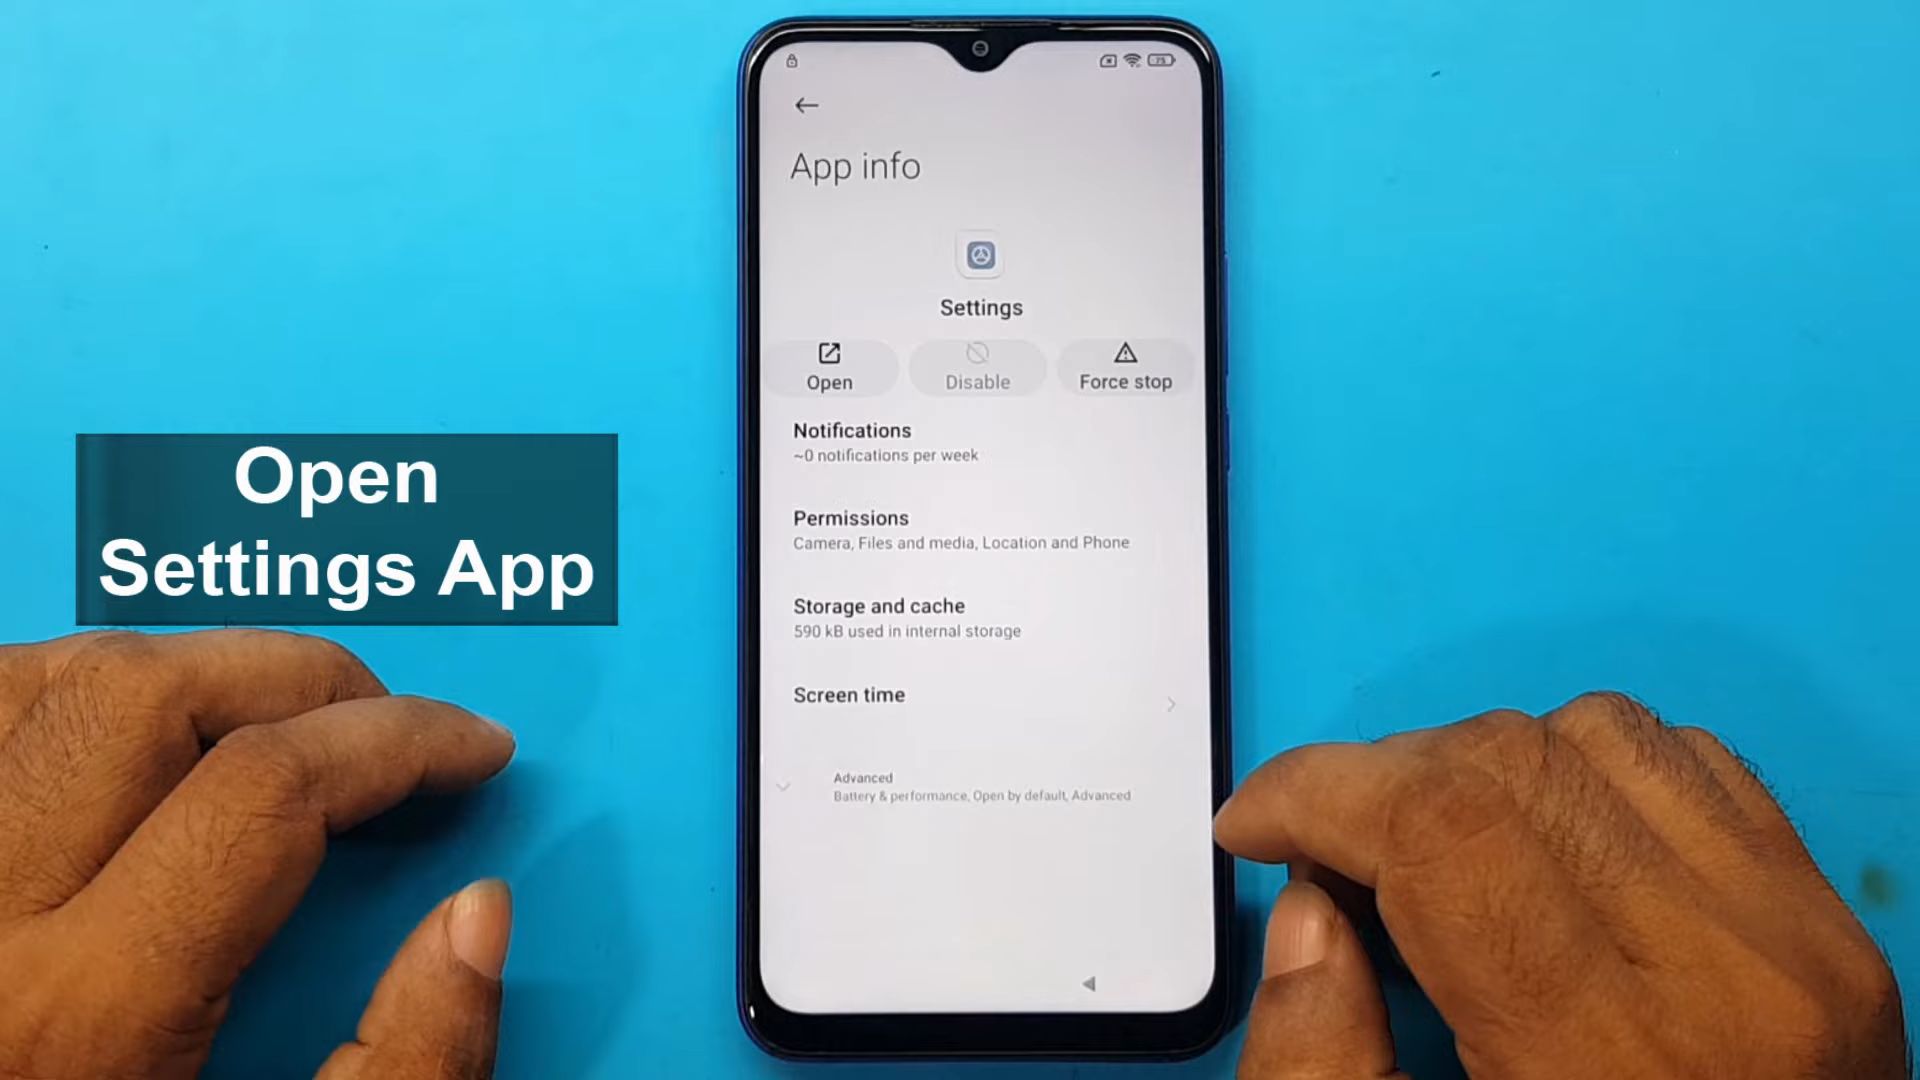 App info
Settings
Open
Disable
Force stop
Notifications
~0 notifications per week
Permissions
Camera, Files and media, Location and Phone
Storage and cache
590 kB used in internal storage
Screen time
Advanced
Battery & performance, Open by default, Advanced
Open
Settings App